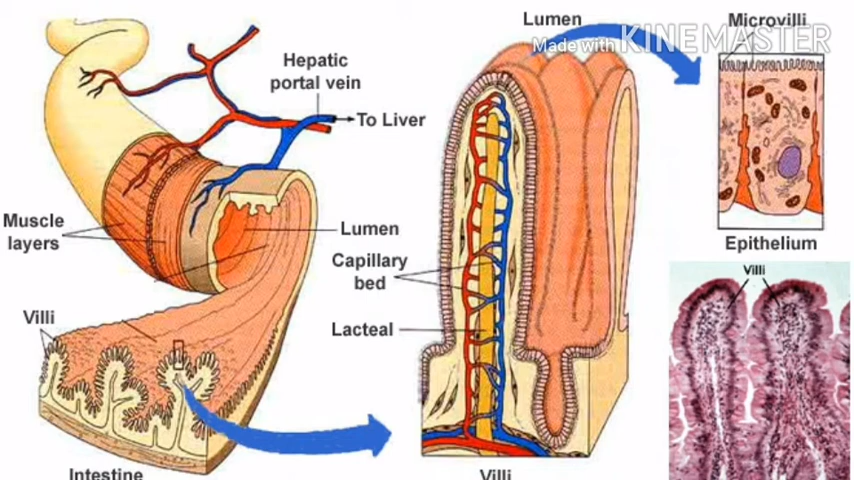 Lumen
Microvilli
Made with KINEMASTER
Hepatic
portal vein
To Liver
Muscle
layers
Lumen
Capillary
bed
Epithelium
Villi
Villi
Lacteal
Intestine
Villi